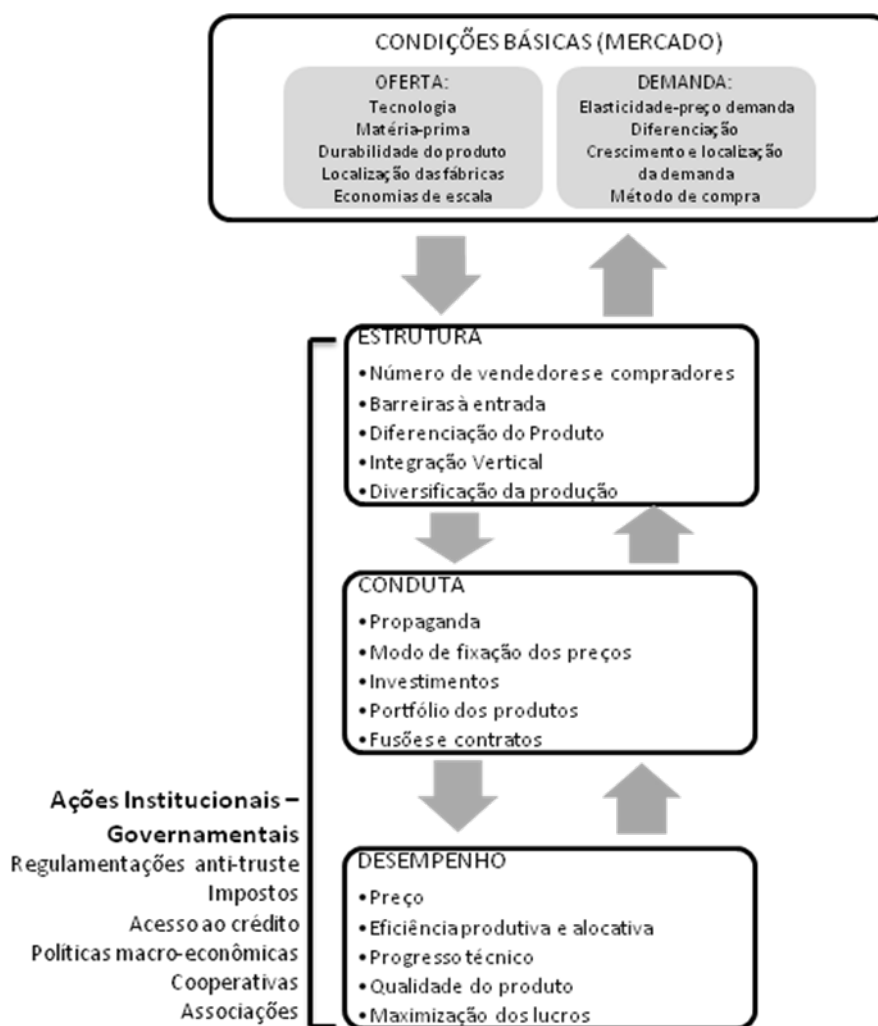 CONDIÇÕES BÁSICAS (MERCADO)
OFERTA:
Tecnologia
Matéria-prima
Durabilidade do produto
Localização das fábricas
Economias de escala
DEMANDA:
Elasticidade-preço demanda
Diferenciação
Crescimento e localização
da demanda
Método de compra
ESTRUTURA
•Número de vendedores e compradores
•Barreiras à entrada
•Diferenciação do Produto
•Integração Vertical
•Diversificação da produção
CONDUTA
•Propaganda
•Modo de fixação dos preços
•Investimentos
•Portfólio dos produtos
•Fusões e contratos
Ações Institucionais –
Governamentais
Regulamentações anti-truste
Impostos
Acesso ao crédito
Políticas macro-econômicas
Cooperativas
Associações
DESEMPENHO
•Preço
•Eficiência produtiva e alocativa
•Progresso técnico
•Qualidade do produto
•Maximização dos lucros